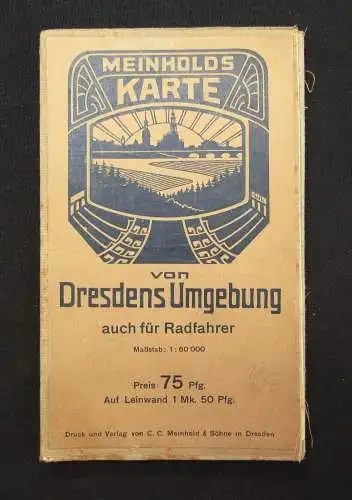 MEINHOLDS
KARTE
von
Dresdens Umgebung
auch für Radfahrer
Maßstab: 1:60 000
Preis 75 Pfg.
Auf Leinwand 1 Mk. 50 Pfg.
Druck und Verlag von C. C. Meinhold & Söhne in Dresden